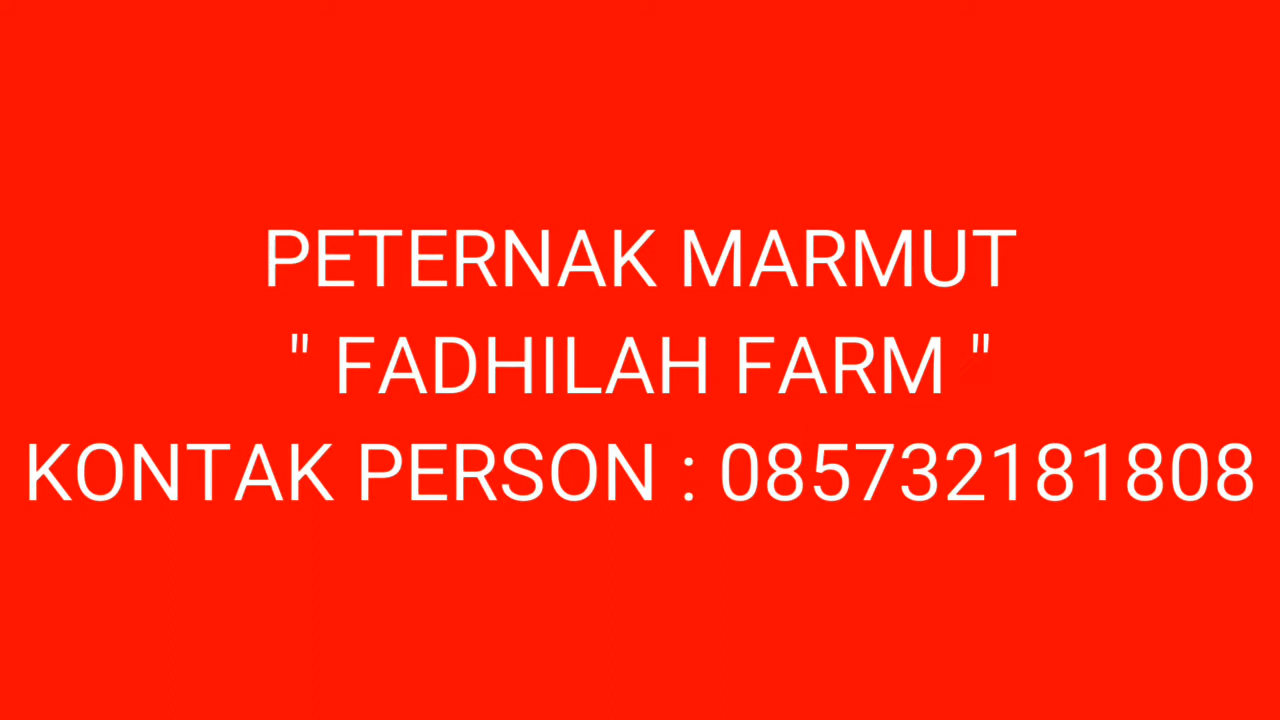 PETERNAK MARMUT
" FADHILAH FARM "
KONTAK PERSON : 085732181808